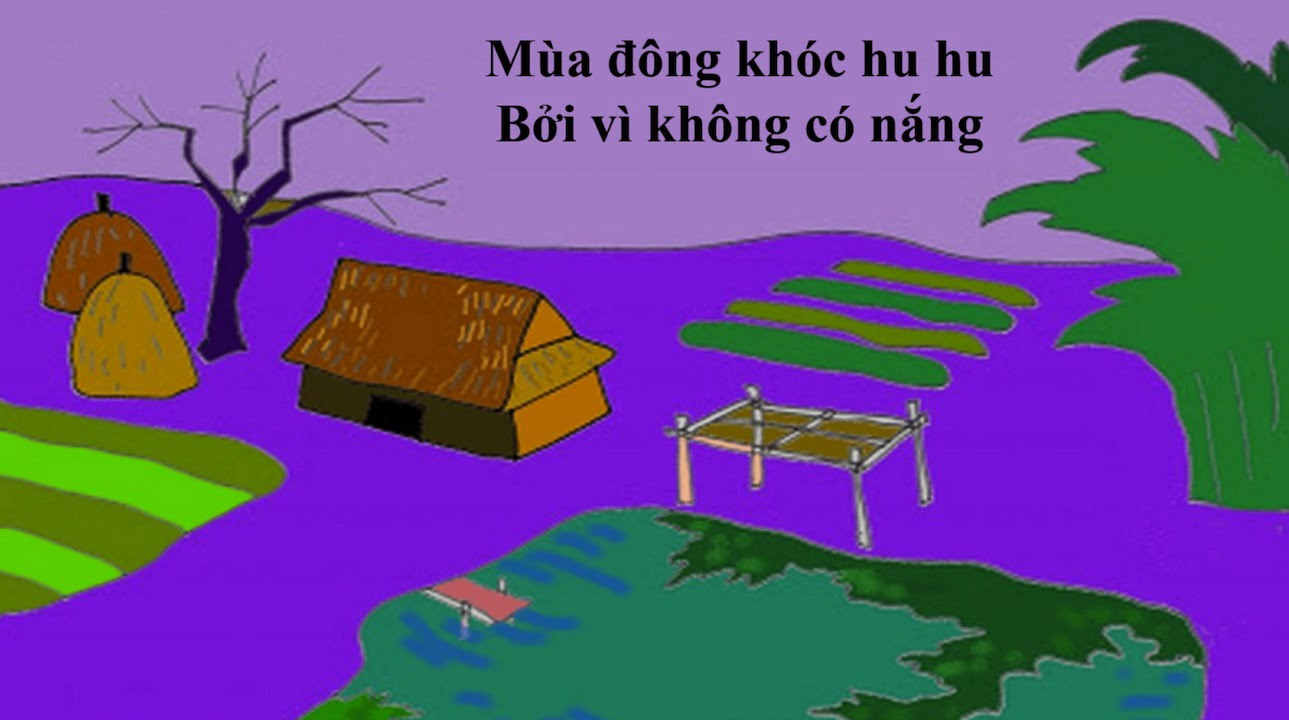 Mùa đông khóc hu hu
Bởi vì không có nắng